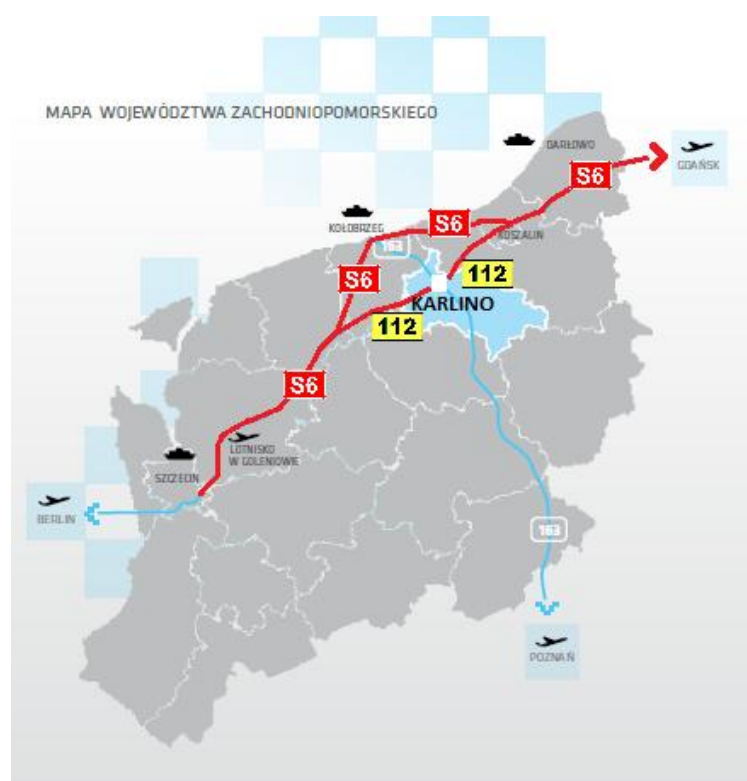 MAPA WOJEWÓDZTWA ZACHODNIOPOMORSKIEGO
DARŁOWO
GDAŃSK
S6
KOŁOBRZEG
S6
KOSZALIN
163
S6
112
KARLINO
112
S6
LOTNISKO
W GOLENIOWIE
SZCZECIN
BERLIN
163
POZNAŃ